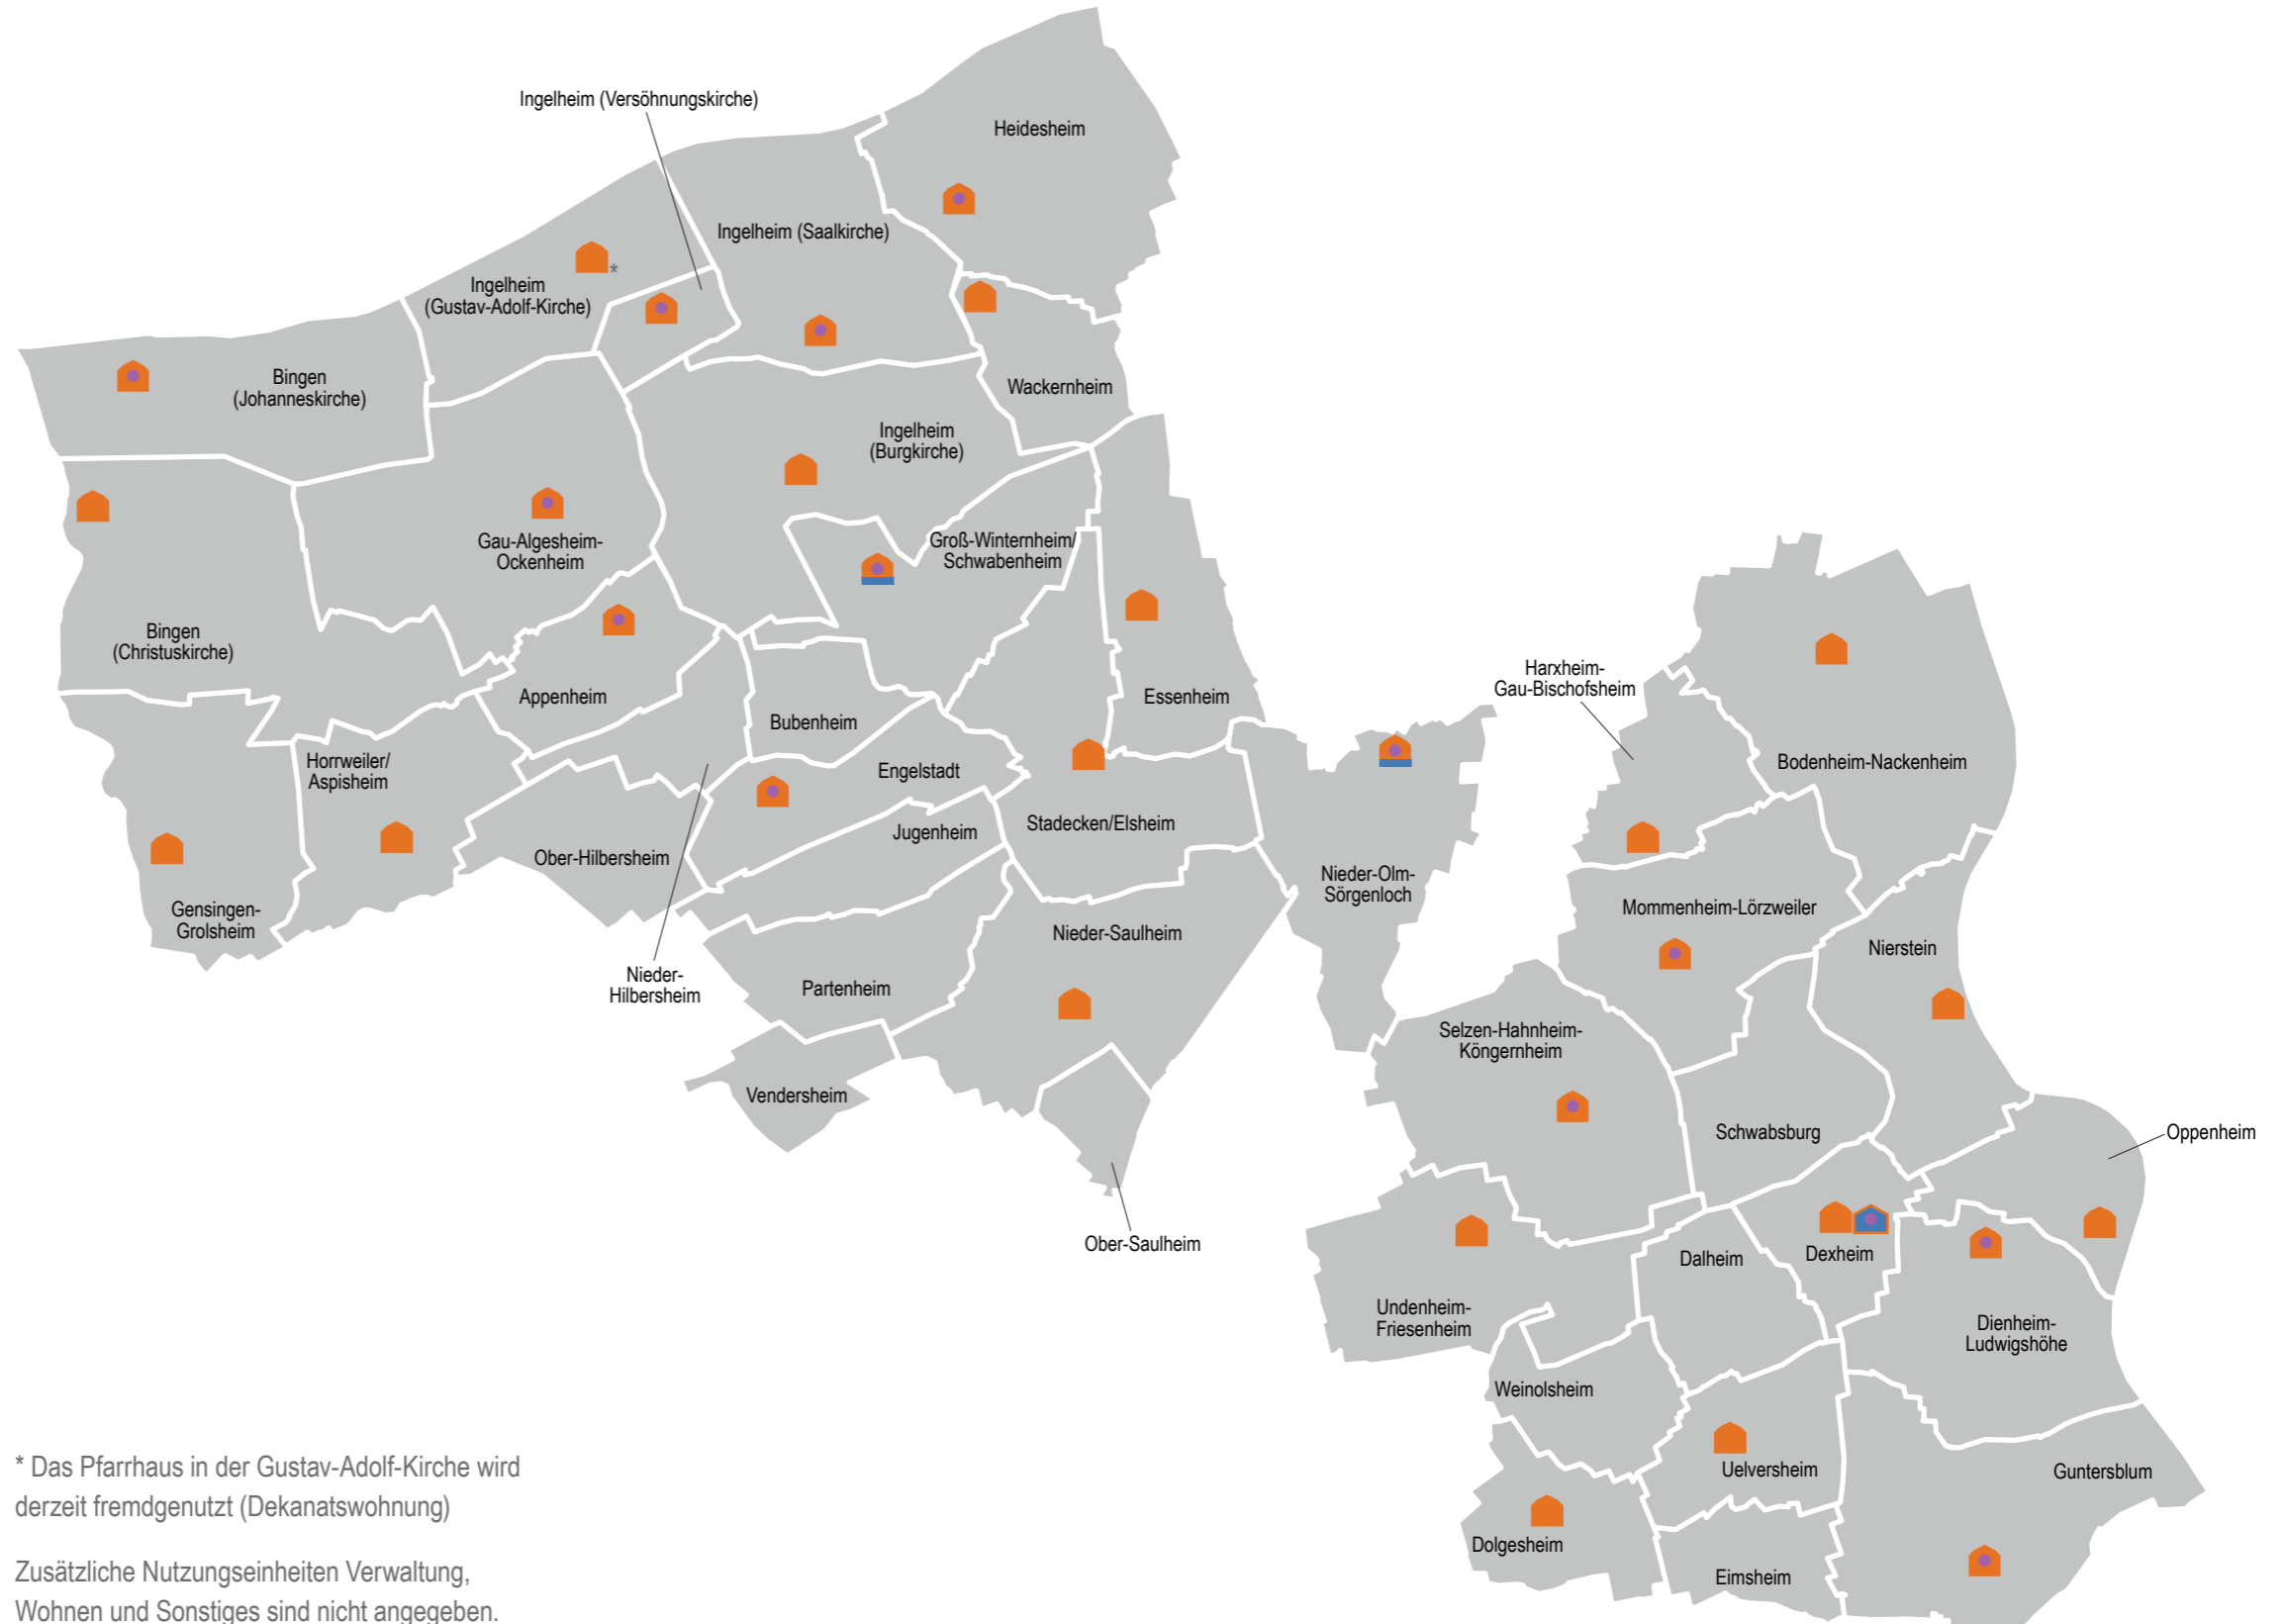 Ingelheim (Versöhnungskirche)
Heidesheim
Ingelheim (Saalkirche)
*
Ingelheim
(Gustav-Adolf-Kirche)
Bingen
(Johanneskirche)
Wackernheim
Ingelheim
(Burgkirche)
Gau-Algesheim-
Ockenheim
Groß-Winternheim/
Schwabenheim
Bingen
(Christuskirche)
Appenheim
Bubenheim
Essenheim
Harxheim-
Gau-Bischofsheim
Bodenheim-Nackenheim
Horrweiler/
Aspisheim
Engelstadt
Jugenheim
Stadecken/Elsheim
Ober-Hilbersheim
Nieder-Olm-
Sörgenloch
Gensingen-
Grolsheim
Mommenheim-Lörzweiler
Nieder-Saulheim
Nierstein
Nieder-
Hilbersheim
Partenheim
Selzen-Hahnheim-
Köngernheim
Vendersheim
Schwabsburg
Oppenheim
Ober-Saulheim
Dalheim
Dexheim
Undenheim-
Friesenheim
Dienheim-
Ludwigshöhe
Weinolsheim
Uelversheim
Guntersblum
Dolgesheim
Eimsheim
* Das Pfarrhaus in der Gustav-Adolf-Kirche wird
derzeit fremdgenutzt (Dekanatswohnung)
Zusätzliche Nutzungseinheiten Verwaltung,
Wohnen und Sonstiges sind nicht angegeben.